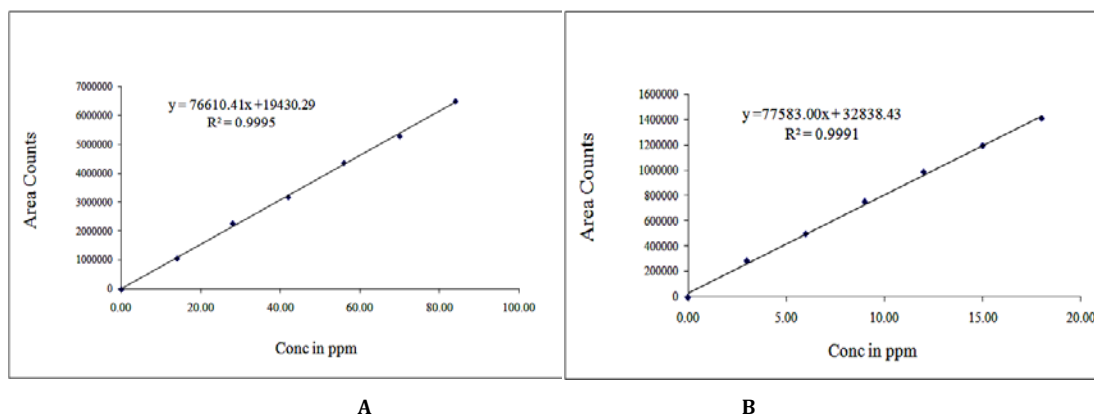 7000000
6000000
5000000
4000000
3000000
2000000
1000000
0
Area Counts
y = 76610.41x +19430.29
R² = 0.9995
0.00 20.00 40.00 60.00 80.00 100.00
Conc in ppm
A
1600000
1400000
1200000
1000000
800000
600000
400000
200000
0
Area Counts
y =77583.00x + 32838.43
R² = 0.9991
0.00 5.00 10.00 15.00 20.00
Conc in ppm
B